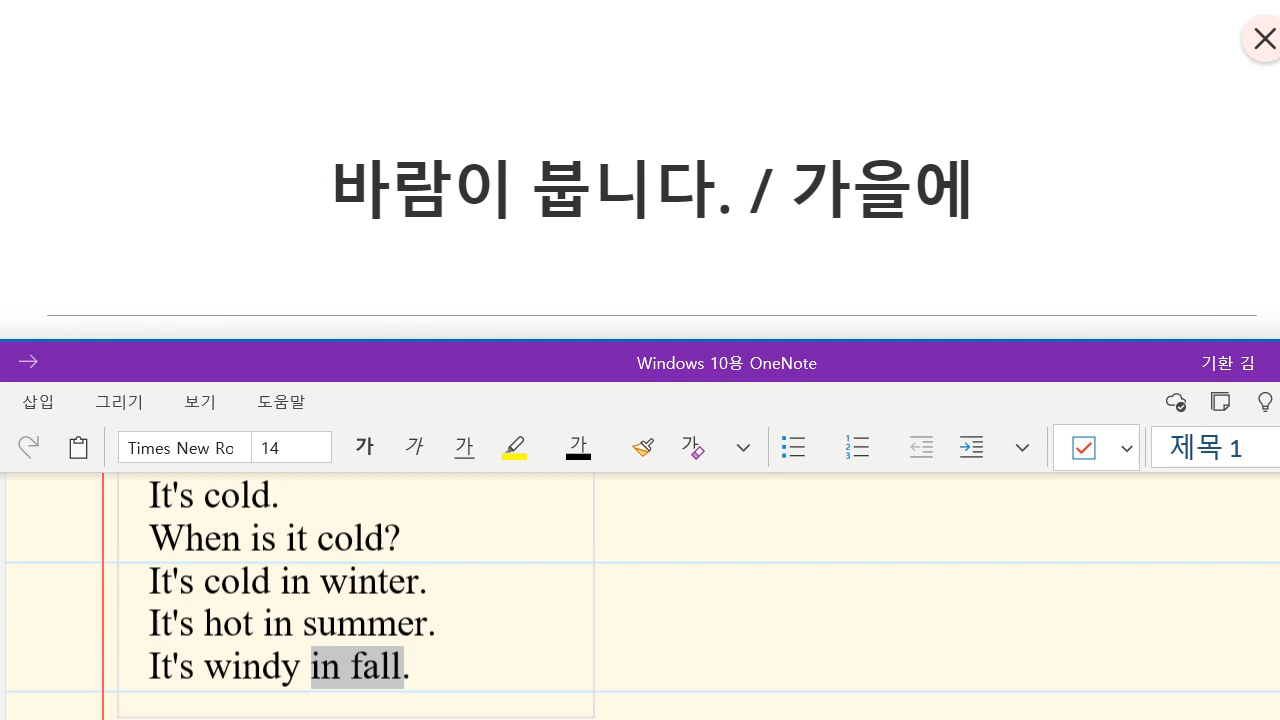 바람이 붑니다. / 가을에
Windows 10용 OneNote
기환 김
삽입 그리기 보기 도움말
Times New Ro 14 가 가 가 가 가 제목 1
It's cold.
When is it cold?
It's cold in winter.
It's hot in summer.
It's windy in fall.